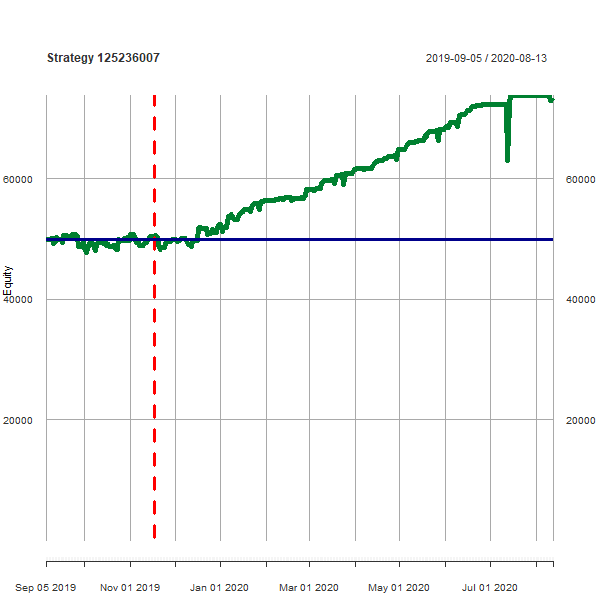 Strategy 125236007
2019-09-05 / 2020-08-13
60000
60000
Equity
40000
40000
20000
20000
Sep 05 2019
Nov 01 2019
Jan 01 2020
Mar 01 2020
May 01 2020
Jul 01 2020